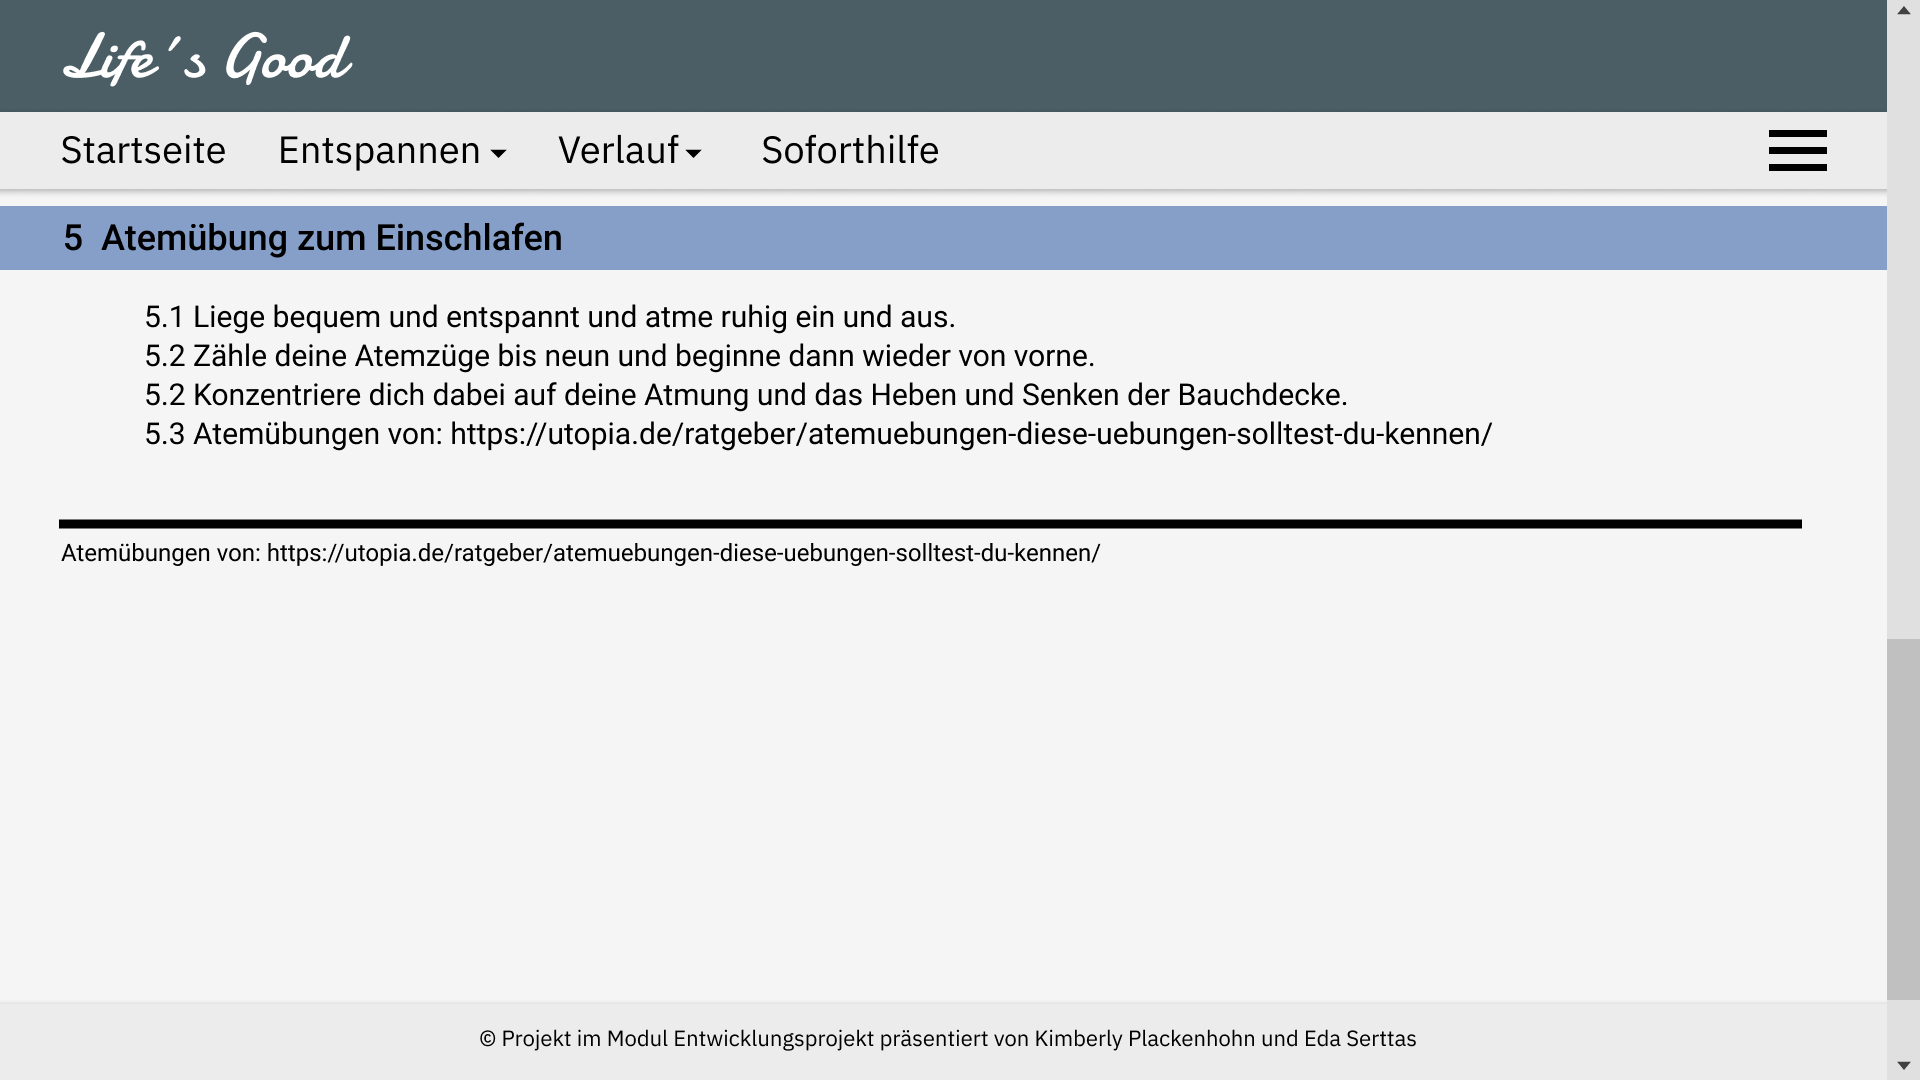 Life´s Good
Startseite Entspannen Verlauf Soforthilfe
5 Atemübung zum Einschlafen
5.1 Liege bequem und entspannt und atme ruhig ein und aus.
5.2 Zähle deine Atemzüge bis neun und beginne dann wieder von vorne.
5.2 Konzentriere dich dabei auf deine Atmung und das Heben und Senken der Bauchdecke.
5.3 Atemübungen von: https://utopia.de/ratgeber/atemuebungen-diese-uebungen-solltest-du-kennen/
Atemübungen von: https://utopia.de/ratgeber/atemuebungen-diese-uebungen-solltest-du-kennen/
© Projekt im Modul Entwicklungsprojekt präsentiert von Kimberly Plackenhohn und Eda Serttas